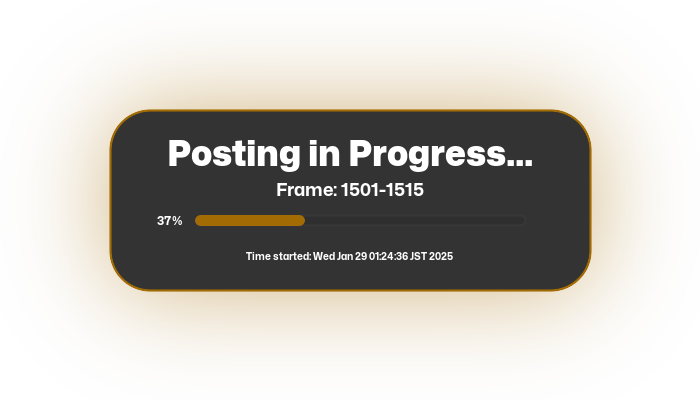 Posting in Progress...
Frame: 1501-1515
37%
Time started: Wed Jan 29 01:24:36 JST 2025